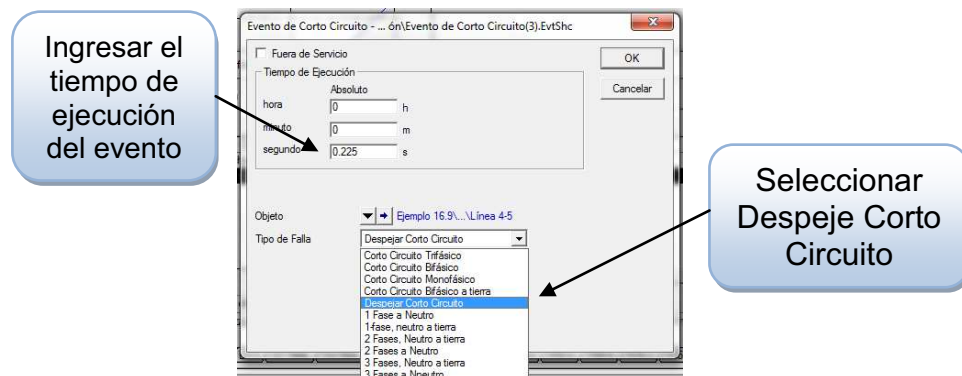 Ingresar el
tiempo de
ejecución
del evento
Evento de Corto Circuito - ... ón\Evento de Corto Circuito(3).EvtShc
Fuera de Servicio
OK
Cancelar
Tiempo de Ejecución
Absoluto
hora 0 h
minuto 0 m
segundo 0.225 s
Objeto Ejemplo 16.9\...\Línea 4-5
Tipo de Falla Despejar Corto Circuito
Corto Circuito Trifásico
Corto Circuito Bifásico
Corto Circuito Monofásico
Corto Circuito Bifásico a tierra
Despejar Corto Circuito
1 Fase a Neutro
1-fase, neutro a tierra
2 Fases, Neutro a tierra
2 Fases a Neutro
3 Fases, Neutro a tierra
3 Fases a Nneutro
Seleccionar
Despeje Corto
Circuito